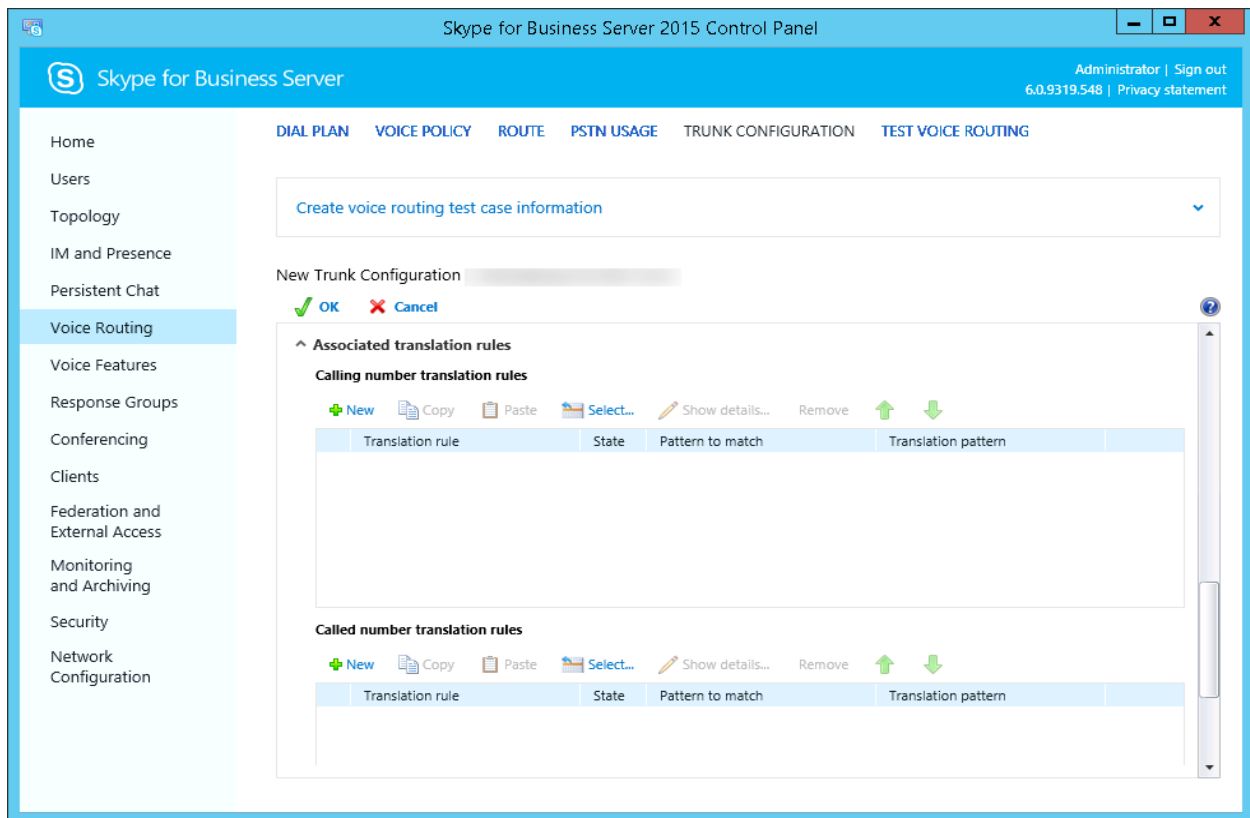 Skype for Business Server 2015 Control Panel
S Skype for Business Server
Administrator | Sign out
6.0.9319.548 | Privacy statement
Home
Users
Topology
IM and Presence
Persistent Chat
Voice Routing
Voice Features
Response Groups
Conferencing
Clients
Federation and
External Access
Monitoring
and Archiving
Security
Network
Configuration
DIAL PLAN VOICE POLICY ROUTE PSTN USAGE TRUNK CONFIGURATION TEST VOICE ROUTING
Create voice routing test case information
New Trunk Configuration
OK Cancel
Associated translation rules
Calling number translation rules
New Copy Paste Select... Show details... Remove
Translation rule State Pattern to match Translation pattern
Called number translation rules
New Copy Paste Select... Show details... Remove
Translation rule State Pattern to match Translation pattern